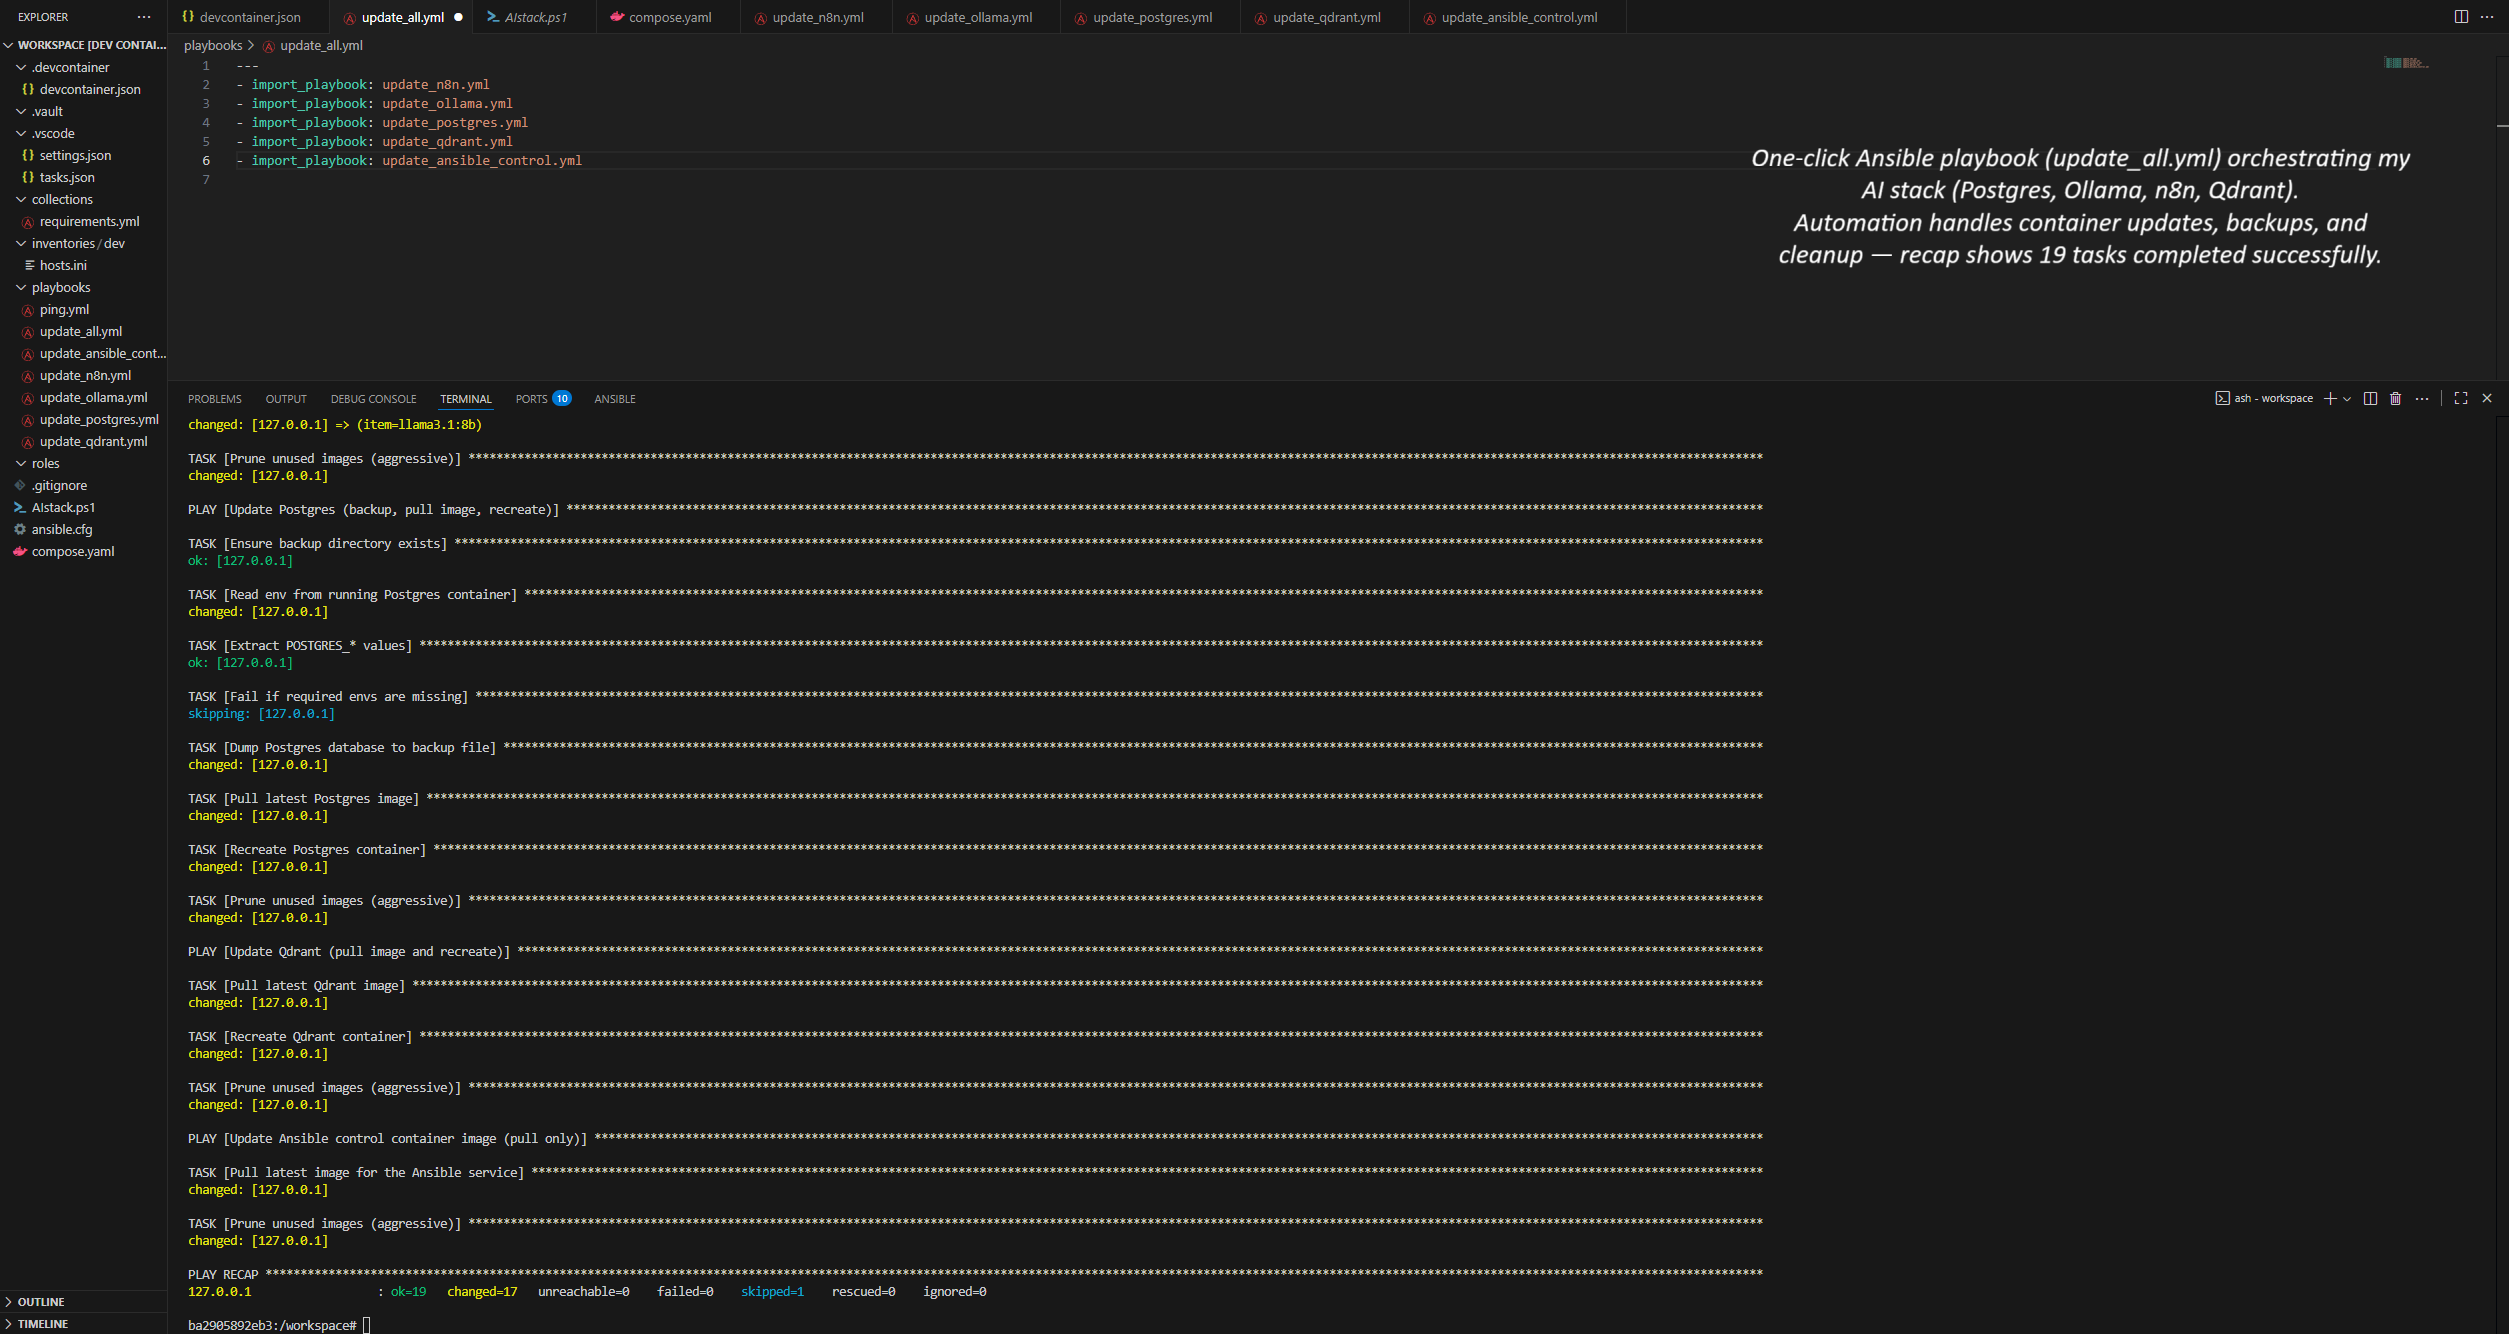 EXPLORER
WORKSPACE [DEV CONTAI...
.devcontainer
devcontainer.json
.vault
.vscode
settings.json
tasks.json
collections
requirements.yml
inventories / dev
hosts.ini
playbooks
ping.yml
update_all.yml
update_ansible_cont...
update_n8n.yml
update_ollama.yml
update_postgres.yml
update_qdrant.yml
roles
.gitignore
AIstack.ps1
ansible.cfg
compose.yaml
OUTLINE
TIMELINE
devcontainer.json update_all.yml AIstack.ps1 compose.yaml update_n8n.yml update_ollama.yml update_postgres.yml update_qdrant.yml update_ansible_control.yml
playbooks > update_all.yml
1 ---
2 - import_playbook: update_n8n.yml
3 - import_playbook: update_ollama.yml
4 - import_playbook: update_postgres.yml
5 - import_playbook: update_qdrant.yml
6 - import_playbook: update_ansible_control.yml
7
One-click Ansible playbook (update_all.yml) orchestrating my
AI stack (Postgres, Ollama, n8n, Qdrant).
Automation handles container updates, backups, and
cleanup — recap shows 19 tasks completed successfully.
PROBLEMS OUTPUT DEBUG CONSOLE TERMINAL PORTS 10 ANSIBLE
ash - workspace
changed: [127.0.0.1] => (item=llama3.1:8b)
TASK [Prune unused images (aggressive)] ****
changed: [127.0.0.1]
PLAY [Update Postgres (backup, pull image, recreate)] ****
TASK [Ensure backup directory exists] ****
ok: [127.0.0.1]
TASK [Read env from running Postgres container] ****
changed: [127.0.0.1]
TASK [Extract POSTGRES_* values] ****
ok: [127.0.0.1]
TASK [Fail if required envs are missing] ****
skipping: [127.0.0.1]
TASK [Dump Postgres database to backup file] ****
changed: [127.0.0.1]
TASK [Pull latest Postgres image] ****
changed: [127.0.0.1]
TASK [Recreate Postgres container] ****
changed: [127.0.0.1]
TASK [Prune unused images (aggressive)] ****
changed: [127.0.0.1]
PLAY [Update Qdrant (pull image and recreate)] ****
TASK [Pull latest Qdrant image] ****
changed: [127.0.0.1]
TASK [Recreate Qdrant container] ****
changed: [127.0.0.1]
TASK [Prune unused images (aggressive)] ****
changed: [127.0.0.1]
PLAY [Update Ansible control container image (pull only)] ****
TASK [Pull latest image for the Ansible service] ****
changed: [127.0.0.1]
TASK [Prune unused images (aggressive)] ****
changed: [127.0.0.1]
PLAY RECAP ****
127.0.0.1 : ok=19 changed=17 unreachable=0 failed=0 skipped=1 rescued=0 ignored=0
ba2905892eb3:/workspace#